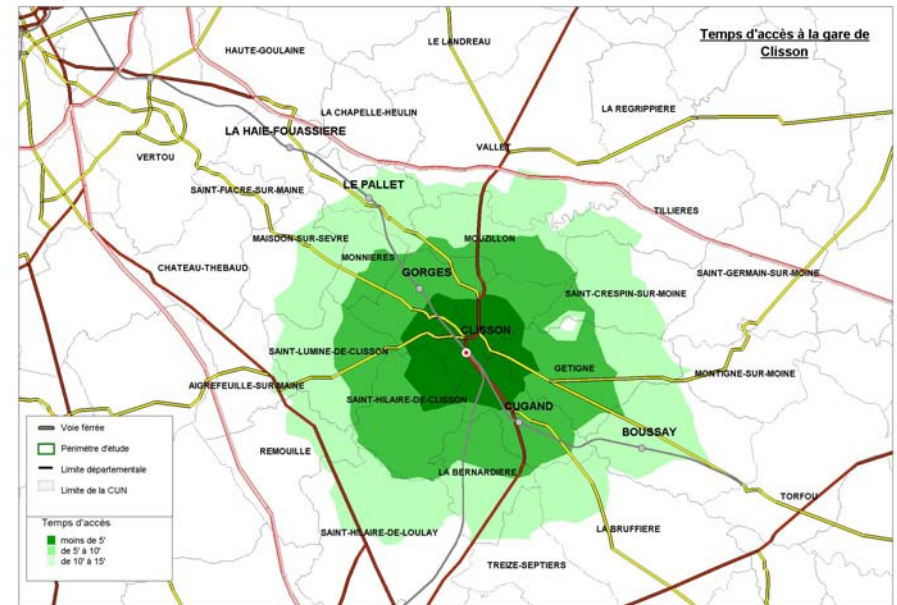 Temps d'accès à la gare de
Clisson
HAUTE-GOULAINE
LE LANDREAU
LA CHAPELLE-HEULIN
LA REGRIPPIERE
LA HAIE-FOUASSIERE
VALLET
VERTOU
LE PALLET
SAINT-FIACRE-SUR-MAINE
TILLIERES
MAISDON-SUR-SEVRE
MOUZILLON
MONNIERES
CHATEAU-THEBAUD
GORGES
SAINT-GERMAIN-SUR-MOINE
SAINT-CRESPIN-SUR-MOINE
CLISSON
SAINT-LUMINE-DE-CLISSON
GETIGNE
MONTIGNE-SUR-MOINE
AIGREFEUILLE-SUR-MAINE
SAINT-HILAIRE-DE-CLISSON
CUGAND
BOUSSAY
REMOUILLE
LA BERNARDIERE
TORFOU
SAINT-HILAIRE-DE-LOULAY
LA BRUFFIERE
TREIZE-SEPTIERS
Voie férrée
Périmètre d'étude
Limite départementale
Limite de la CUN
Temps d'accès
moins de 5'
de 5' à 10'
de 10' à 15'